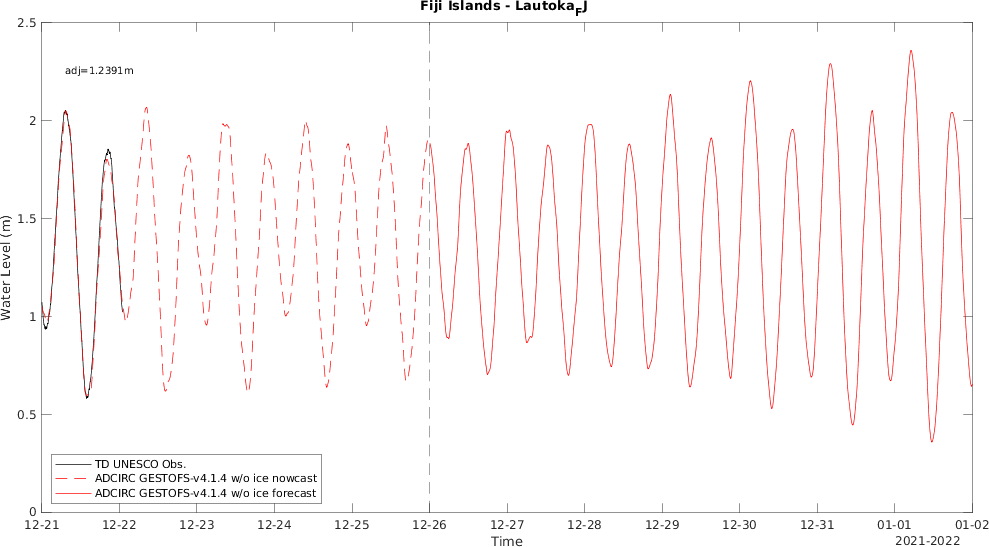 Fiji Islands - Lautoka_FJ
adj=1.2391m
2.5
2
1.5
1
0.5
0
Water Level (m)
TD UNESCO Obs.
ADCIRC GESTOFS-v4.1.4 w/o ice nowcast
ADCIRC GESTOFS-v4.1.4 w/o ice forecast
12-21 12-22 12-23 12-24 12-25 12-26 12-27 12-28 12-29 12-30 12-31 01-01 01-02
Time
2021-2022